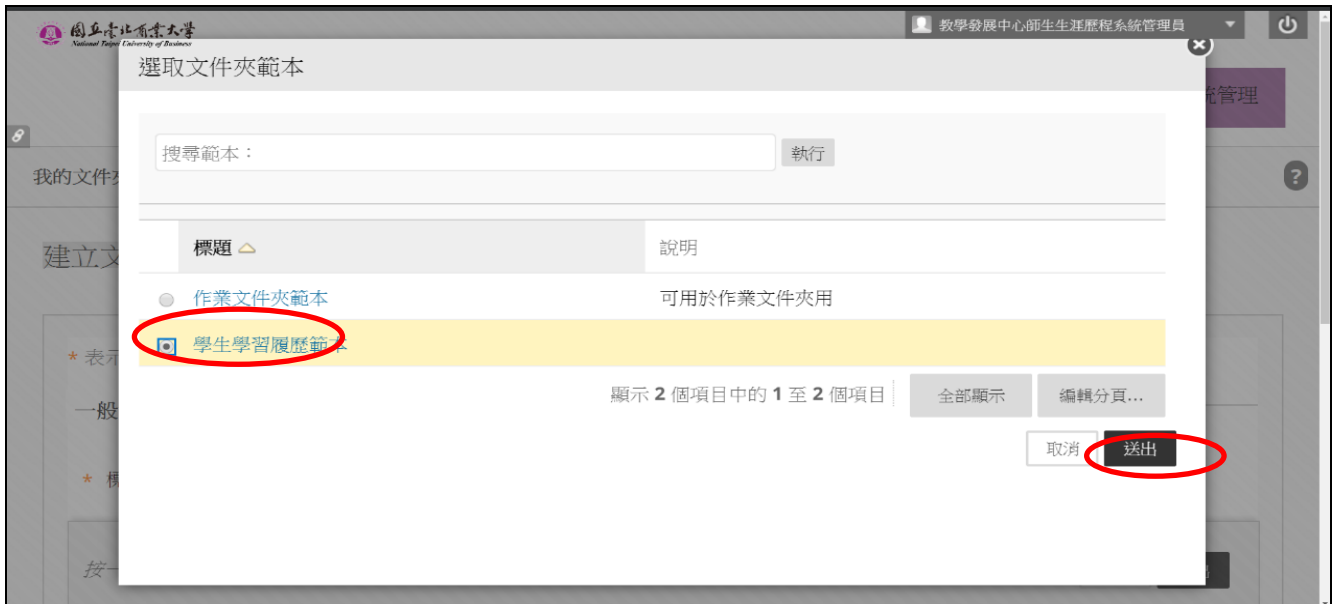 國立臺北商業大學
National Taipei University of Business
教學發展中心師生生涯歷程系統管理員
選取文件夾範本
統管理
搜尋範本：
執行
我的文件夾
?
建立文
標題 說明
作業文件夾範本 可用於作業文件夾用
學生學習履歷範本
* 表示
顯示 2 個項目中的 1 至 2 個項目 全部顯示 編輯分頁...
一般
取消 送出
* 標
按一